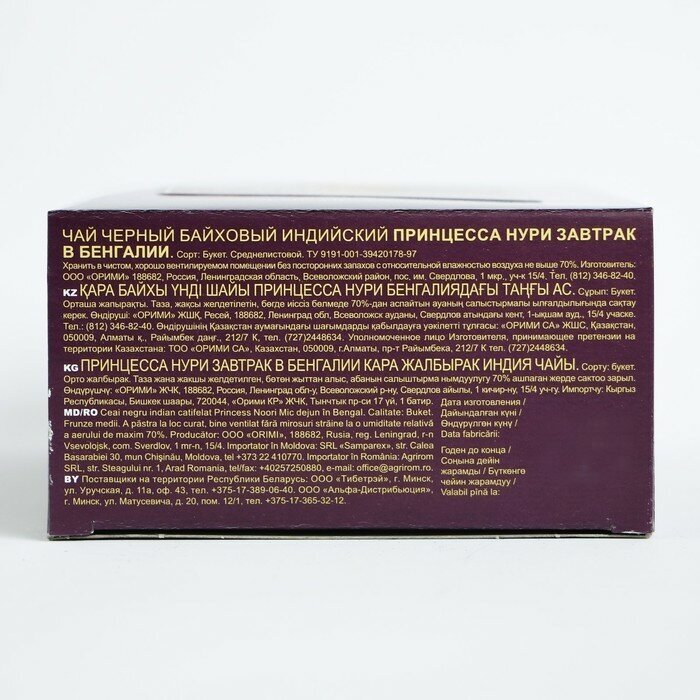 ЧАЙ ЧЕРНЫЙ БАЙХОВЫЙ ИНДИЙСКИЙ ПРИНЦЕССА НУРИ ЗАВТРАК
В БЕНГАЛИИ. Сорт: Букет. Среднелистовой. ТУ 9191-001-39420178-97
Хранить в чистом, хорошо вентилируемом помещении без посторонних запахов с относительной влажностью воздуха не выше 70%. Изготовитель:
ООО «ОРИМИ» 188682, Россия, Ленинградская область, Всеволожский район, пос. им. Свердлова, 1 мкр., уч-к 15/4. Тел. (812) 346-82-40.
KZ ҚАРА БАЙХЫ ҮНДІ ШАЙЫ ПРИНЦЕССА НУРИ БЕНГАЛИЯДАҒЫ ТАҢҒЫ АС. Сұрып: Букет.
Орташа жапырақты. Таза, жақсы желдетілетін, бөгде иіссіз бөлмеде 70%-дан аспайтын ауаның салыстырмалы ылғалдылығында сақтау
керек. Өндіруші: «ОРИМИ» ЖШҚ, Ресей, 188682, Ленинград обл, Всеволожск ауданы, Свердлов атындағы кент, 1-ықшам ауд., 15/4 учаске.
Тел.: (812) 346-82-40. Өндірушінің Қазақстан аумағындағы шағымдарды қабылдауға уәкілетті тұлғасы: «ОРИМИ СА» ЖШС, Қазақстан,
050009, Алматы қ., Райымбек даңғ., 212/7 К, тел. (727)2448634. Уполномоченное лицо Изготовителя, принимающее претензии на
территории Казахстана: ТОО «ОРИМИ СА», Казахстан, 050009, г.Алматы, пр-т Райымбека, 212/7 К тел. (727)2448634.
KG ПРИНЦЕССА НУРИ ЗАВТРАК В БЕНГАЛИИ КАРА ЖАЛБЫРАК ИНДИЯ ЧАЙЫ. Сорту: букет.
Орто жалбырак. Таза жана жакшы желдетилген, бөтөн жыттан алыс, абанын салыштырма нымдуулугу 70% ашпаган жерде сактоо зарыл.
Өндүрүшчү: «ОРИМИ» ЖЧК, 188682, Россия, Ленинград обл., Всеволожский р-ну, Свердлов айылы, 1 кичир-ну, 15/4 уч-гу. Импортчу: Кыргыз
Республикасы, Бишкек шаары, 720044, «Орими КР» ЖЧК, Тынчтык пр-си 17 үй, 1 батир.
MD/RO Ceai negru indian catifelat Princess Noori Mic dejun în Bengal. Calitate: Buket.
Frunze medii. A păstra la loc curat, bine ventilat fără mirosuri străine la o umiditate relativă
a aerului de maxim 70%. Producător: ООО «ORIMI», 188682, Rusia, reg. Leningrad, r-n
Vsevolojsk, com. Sverdlov, 1 mr-n, 15/4. Importator în Moldova: SRL «Samparex», str. Calea
Basarabiei 30, mun Chişinău, Moldova, tel +373 22 410770. Importator în România: Agrirom
SRL, str. Steagului nr. 1, Arad Romania, tel/fax: +40257250880, e-mail: office@agrirom.ro
BY Поставщики на территории Республики Беларусь: ООО «Тибетрэй», г. Минск,
ул. Уручская, д. 11а, оф. 43, тел. +375-17-389-06-40. ООО «Альфа-Дистрибьюция»,
г. Минск, ул. Матусевича, д. 20, пом. 12/1, тел. +375-17-365-32-12.
Дата изготовления /
Дайындалған күні /
Өндүрүлгөн күнү /
Data fabricării:
Годен до конца /
Соңына дейін
жарамды / Бүткөнгө
чейин жарамдуу /
Valabil pînă la: